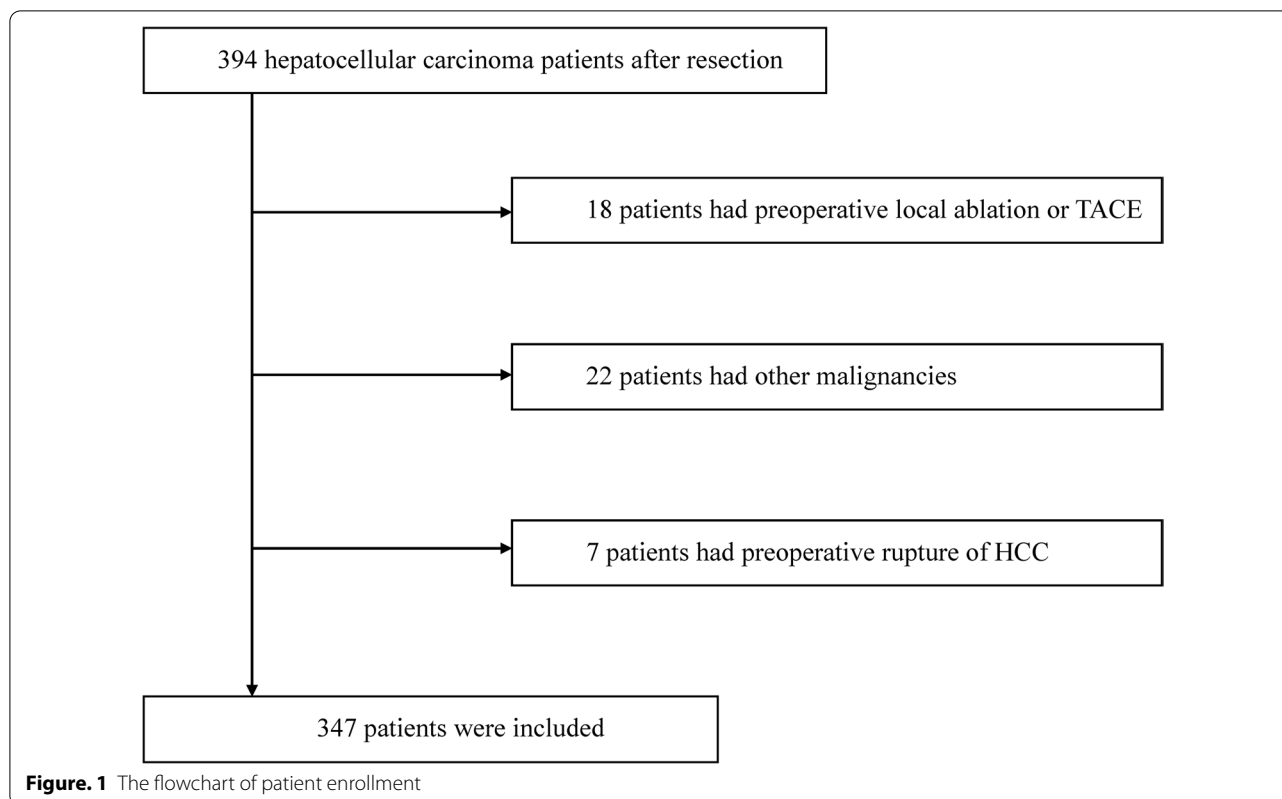 394 hepatocellular carcinoma patients after resection
18 patients had preoperative local ablation or TACE
22 patients had other malignancies
7 patients had preoperative rupture of HCC
347 patients were included
Figure. 1 The flowchart of patient enrollment